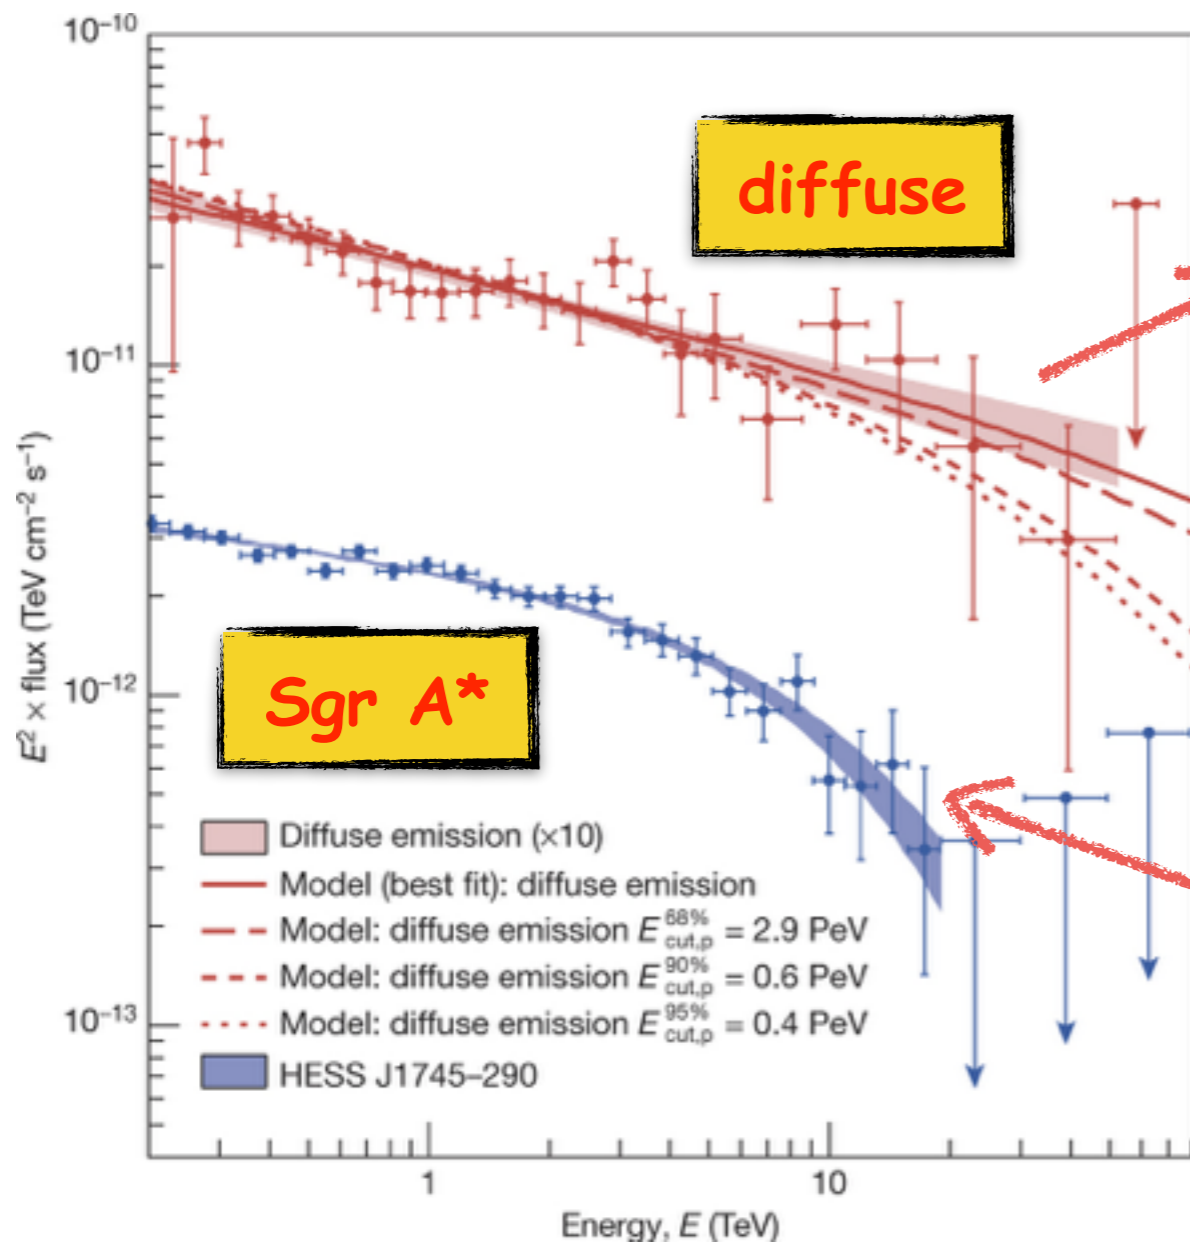 10⁻¹⁰
diffuse
10⁻¹¹
E² × flux (TeV cm⁻² s⁻¹)
Sgr A*
10⁻¹²
Diffuse emission (×10)
Model (best fit): diffuse emission
Model: diffuse emission E^68%_cut,p = 2.9 PeV
Model: diffuse emission E^90%_cut,p = 0.6 PeV
Model: diffuse emission E^95%_cut,p = 0.4 PeV
10⁻¹³
HESS J1745–290
1 10
Energy, E (TeV)